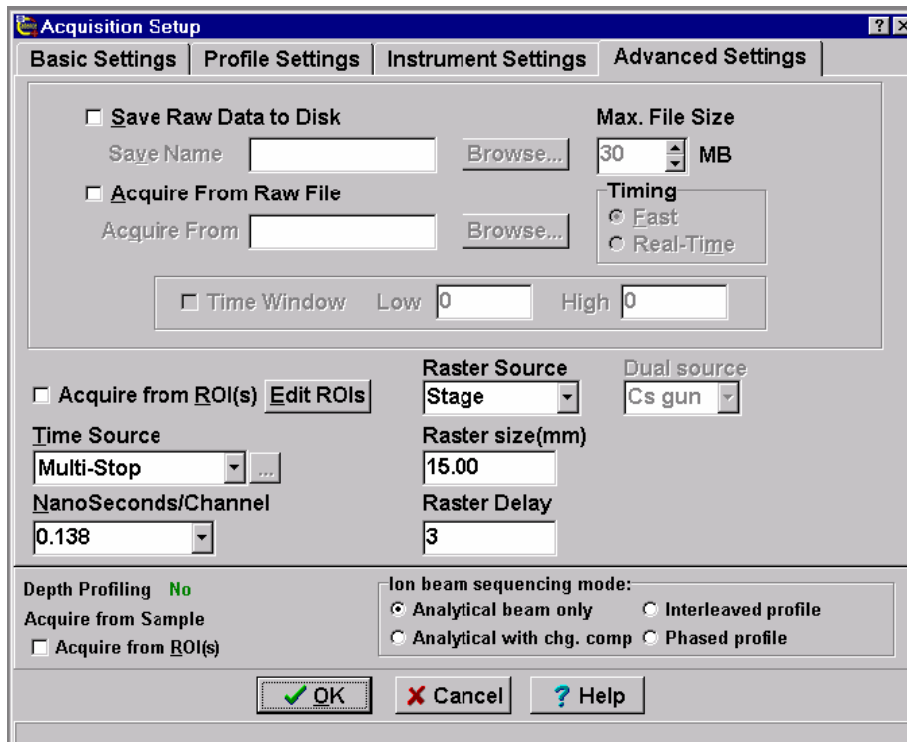 Acquisition Setup
Basic Settings Profile Settings Instrument Settings Advanced Settings
Save Raw Data to Disk
Max. File Size
Save Name Browse... 30 MB
Acquire From Raw File
Timing
Acquire From Browse...
Fast
Real-Time
Time Window Low 0 High 0
Acquire from ROI(s) Edit ROIs
Raster Source
Stage
Dual source
Cs gun
Time Source
Multi-Stop ...
Raster size(mm)
15.00
NanoSeconds/Channel
0.138
Raster Delay
3
Depth Profiling No
Acquire from Sample
Acquire from ROI(s)
Ion beam sequencing mode:
Analytical beam only Interleaved profile
Analytical with chg. comp Phased profile
OK Cancel ? Help